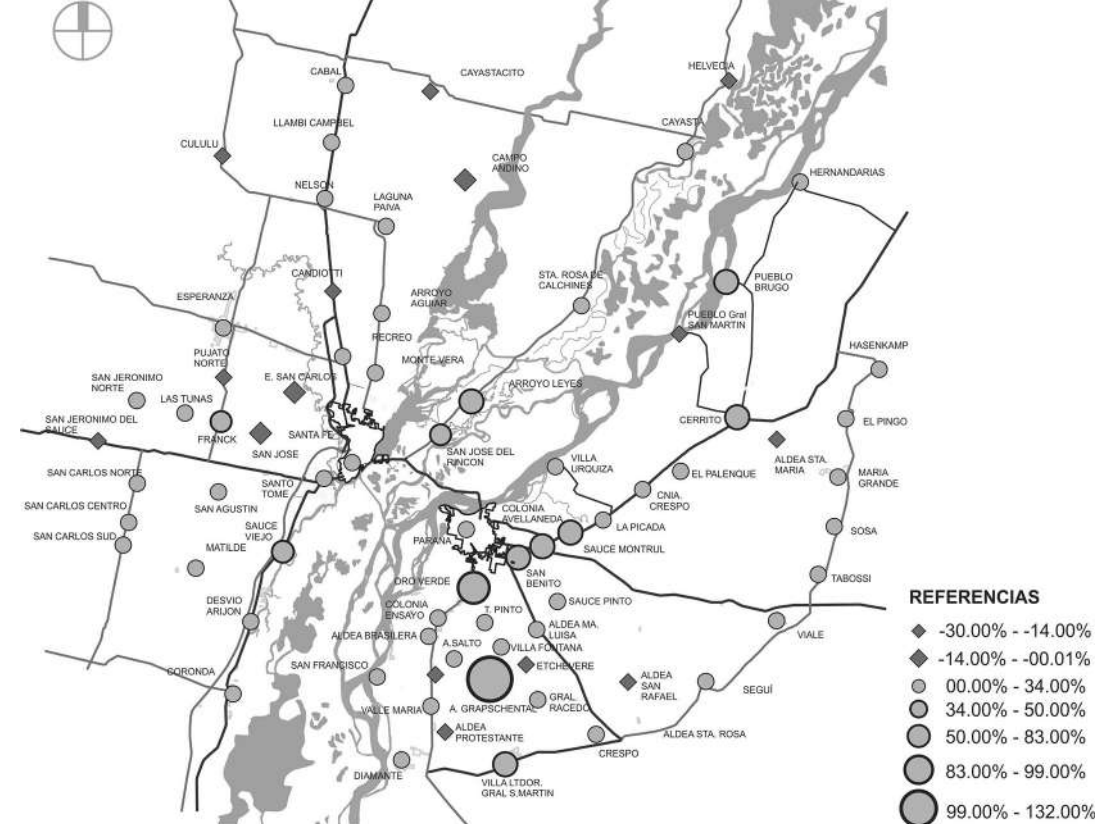 CABAL
CAYASTACITO
HELVECIA
LLAMBI CAMPBEL
CAYASTA
CULULU
CAMPO
ANDINO
HERNANDARIAS
NELSON
LAGUNA
PAIVA
CANDIOTTI
STA. ROSA DE
CALCHINES
PUEBLO
BRUGO
ESPERANZA
ARROYO
AGUIAR
PUEBLO Gral
SAN MARTIN
RECREO
HASENKAMP
PUJATO
NORTE
MONTE VERA
SAN JERONIMO
NORTE
E. SAN CARLOS
ARROYO LEYES
LAS TUNAS
SAN JERONIMO DEL
SAUCE
CERRITO
EL PINGO
FRANCK
SANTA FE
SAN JOSE
SAN JOSE DEL
RINCON
VILLA
URQUIZA
ALDEA STA.
MARIA
SAN CARLOS NORTE
EL PALENQUE
MARIA
GRANDE
SANTO
TOME
CNIA.
CRESPO
SAN AGUSTIN
SAN CARLOS CENTRO
COLONIA
AVELLANEDA
LA PICADA
SAUCE
VIEJO
SAN CARLOS SUD
PARANA
SOSA
MATILDE
SAUCE MONTRUL
SAN
BENITO
ORO VERDE
TABOSSI
DESVIO
ARIJON
COLONIA
ENSAYO
T. PINTO
SAUCE PINTO
REFERENCIAS
-30.00% - -14.00%
ALDEA BRASILERA
ALDEA MA.
LUISA
VIALE
A.SALTO
VILLA FONTANA
-14.00% - -00.01%
SAN FRANCISCO
ETCHEVERE
CORONDA
ALDEA
SAN
RAFAEL
SEGUÍ
00.00% - 34.00%
VALLE MARIA
A. GRAPSCHENTAL
GRAL.
RACEDO
34.00% - 50.00%
ALDEA
PROTESTANTE
ALDEA STA. ROSA
50.00% - 83.00%
CRESPO
DIAMANTE
83.00% - 99.00%
VILLA LTDOR.
GRAL S.MARTIN
99.00% - 132.00%